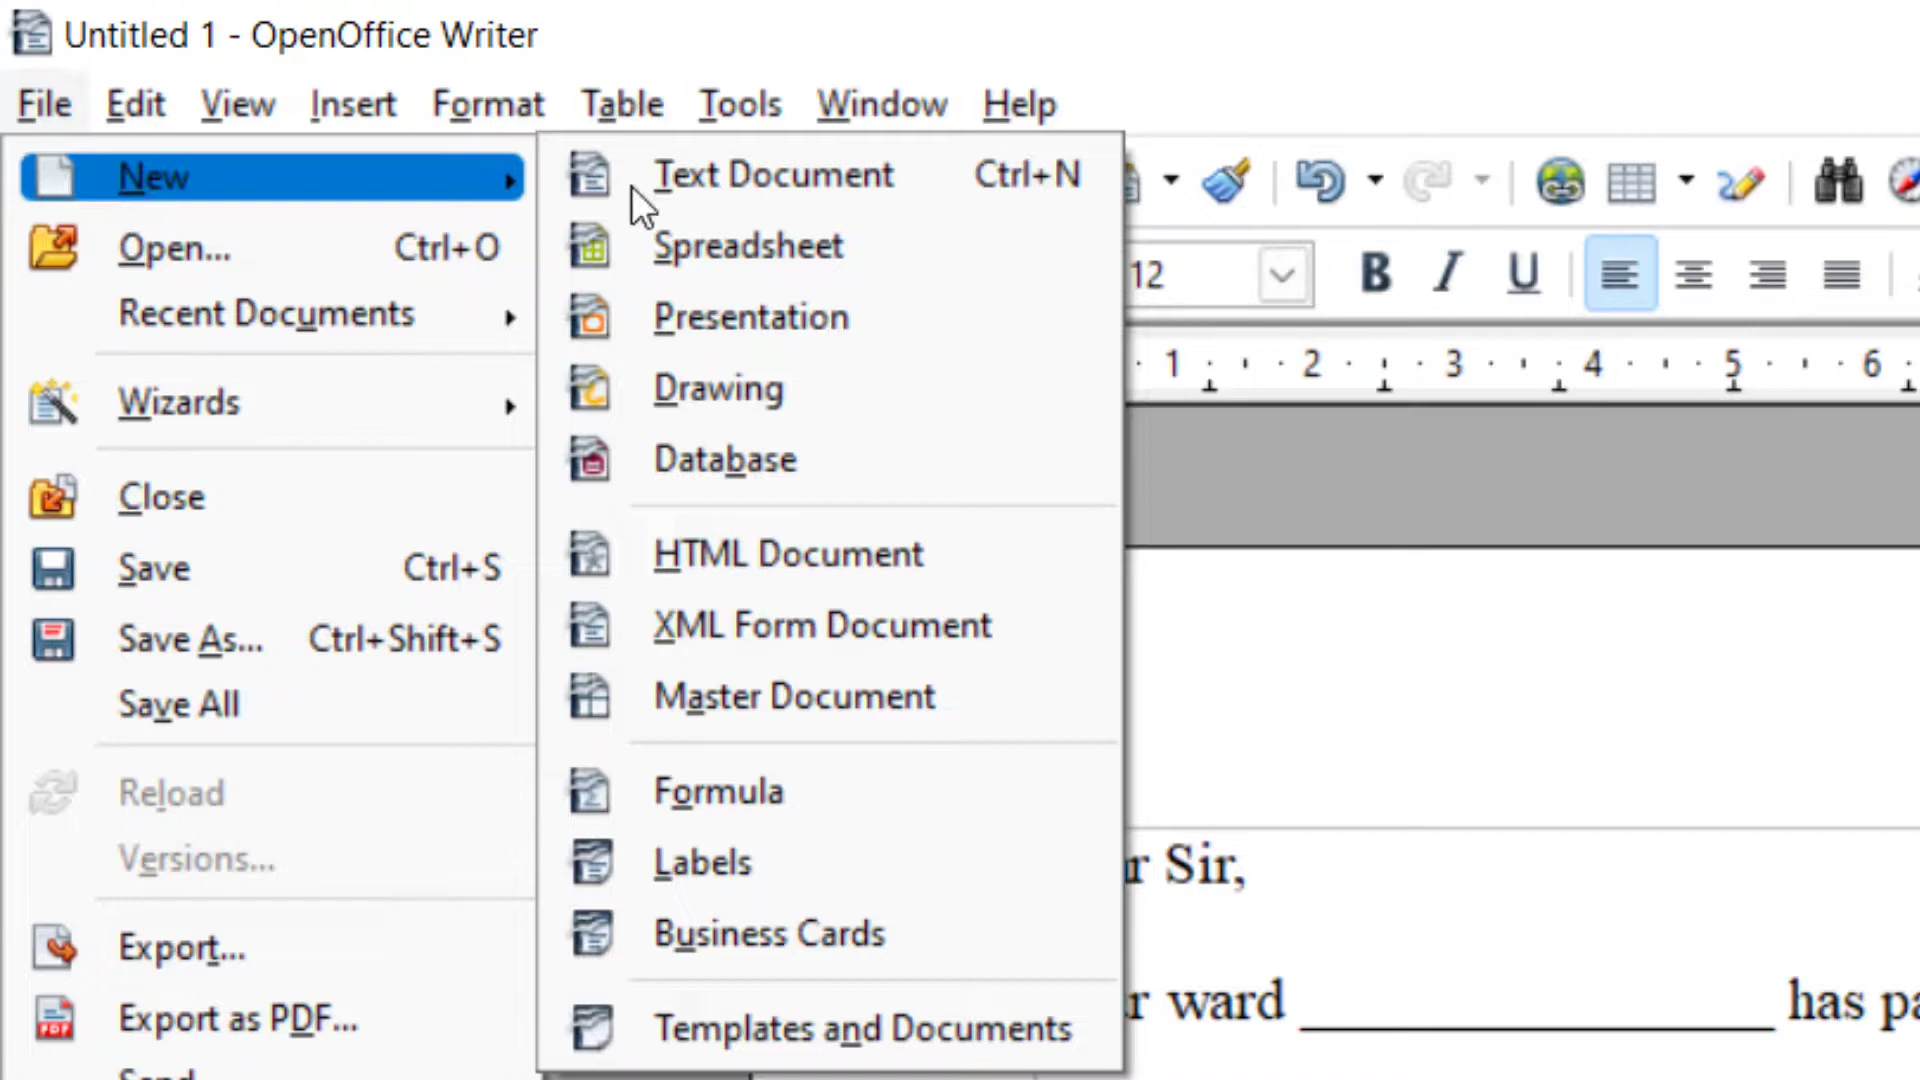 Untitled 1 - OpenOffice Writer
File Edit View Insert Format Table Tools Window Help
New
Open... Ctrl+O
Recent Documents
Wizards
Close
Save Ctrl+S
Save As... Ctrl+Shift+S
Save All
Reload
Versions...
Export...
Export as PDF...
Text Document Ctrl+N
Spreadsheet
Presentation
Drawing
Database
HTML Document
XML Form Document
Master Document
Formula
Labels
Business Cards
Templates and Documents
12
B I U
1 2 3 4 5 6
r Sir,
r ward ________________ has pa